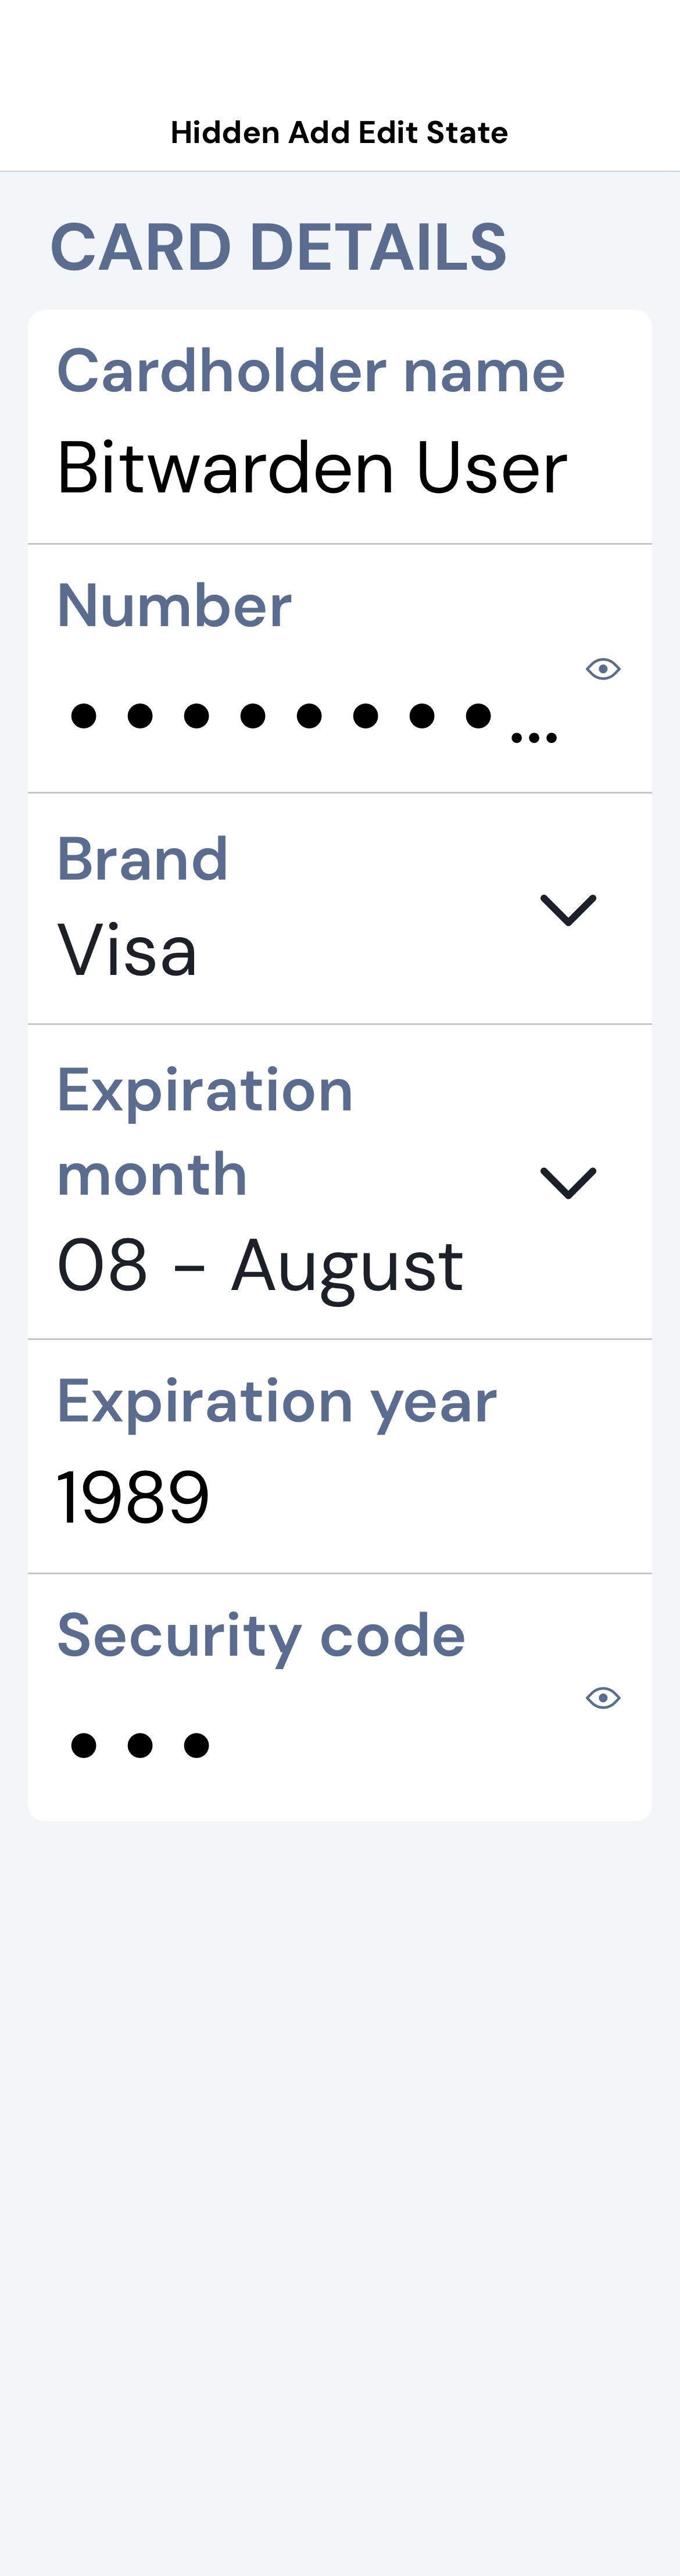 Hidden Add Edit State
CARD DETAILS
Cardholder name
Bitwarden User
Number
••••••••…
Brand
Visa
Expiration
month
08 - August
Expiration year
1989
Security code
•••